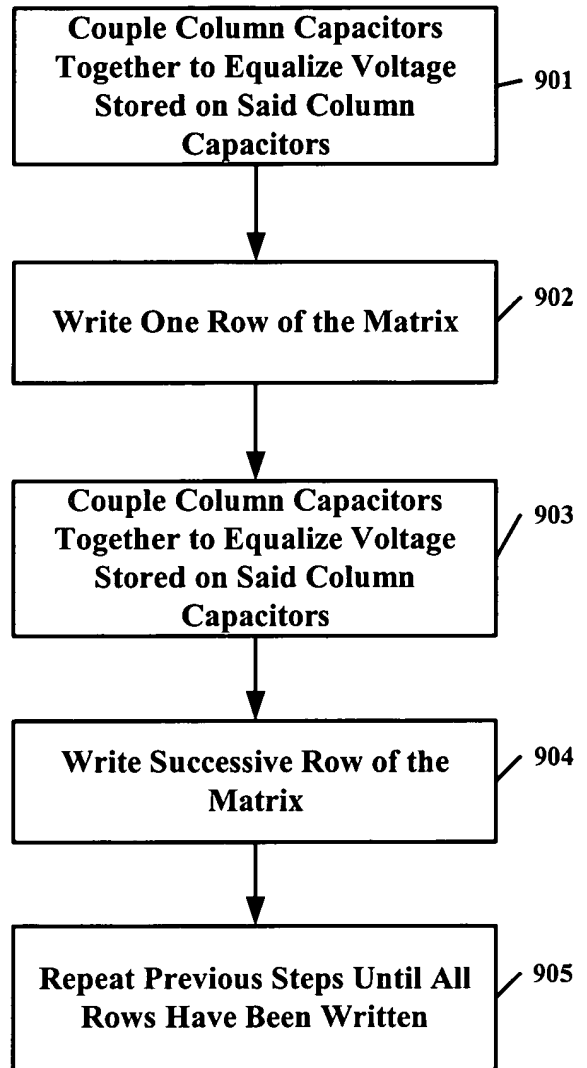 Couple Column Capacitors
Together to Equalize Voltage
Stored on Said Column
Capacitors
901
Write One Row of the Matrix
902
Couple Column Capacitors
Together to Equalize Voltage
Stored on Said Column
Capacitors
903
Write Successive Row of the
Matrix
904
Repeat Previous Steps Until All
Rows Have Been Written
905